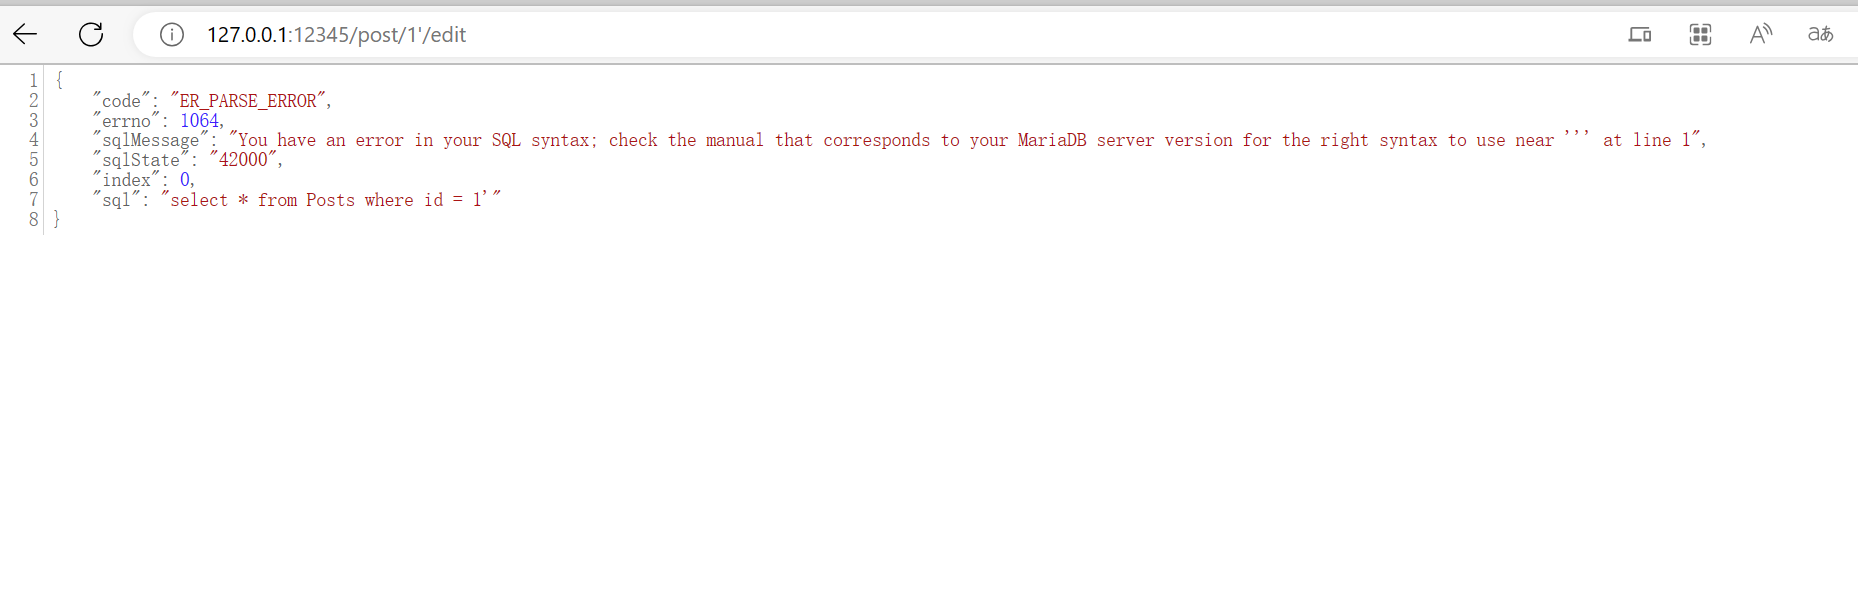 127.0.0.1:12345/post/1'/edit
aあ
1 {
2 "code": "ER_PARSE_ERROR",
3 "errno": 1064,
4 "sqlMessage": "You have an error in your SQL syntax; check the manual that corresponds to your MariaDB server version for the right syntax to use near ''' at line 1",
5 "sqlState": "42000",
6 "index": 0,
7 "sql": "select * from Posts where id = 1'"
8 }